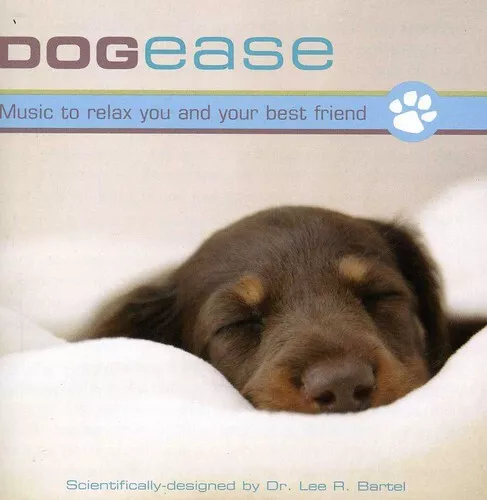 DOGease
Music to relax you and your best friend
Scientifically-designed by Dr. Lee R. Bartel